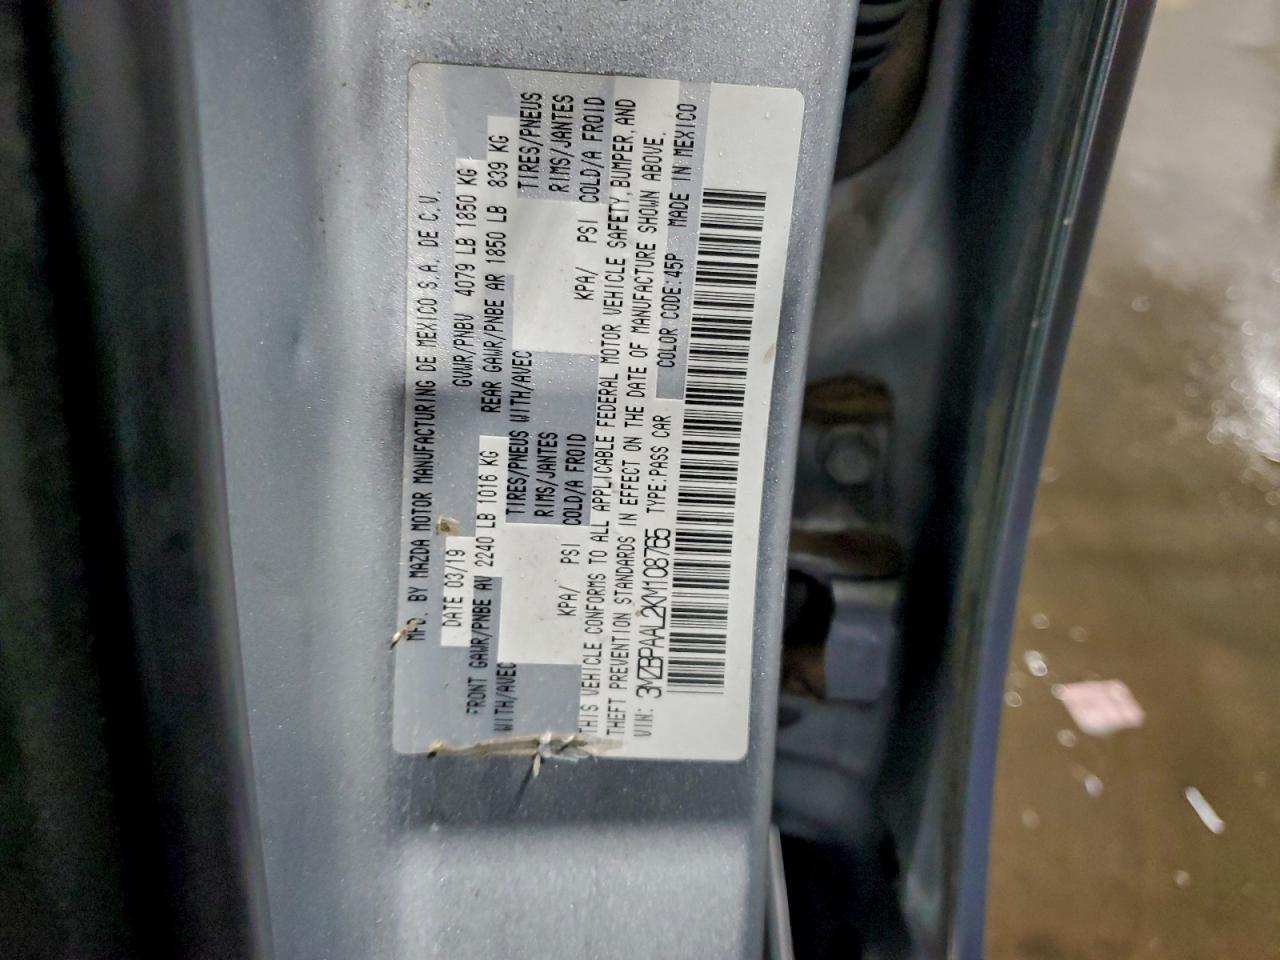 MFD. BY MAZDA MOTOR MANUFACTURING DE MEXICO S.A. DE C.V.
DATE 03/19 GVWR/PNBV 4079 LB 1850 KG
FRONT GAWR/PNBE AV 2240 LB 1016 KG REAR GAWR/PNBE AR 1850 LB 839 KG
WITH/AVEC TIRES/PNEUS WITH/AVEC TIRES/PNEUS
RIMS/JANTES RIMS/JANTES
KPA/ PSI COLD/A FROID KPA/ PSI COLD/A FROID
THIS VEHICLE CONFORMS TO ALL APPLICABLE FEDERAL MOTOR VEHICLE SAFETY, BUMPER, AND
THEFT PREVENTION STANDARDS IN EFFECT ON THE DATE OF MANUFACTURE SHOWN ABOVE.
VIN: 3MZBPAAL2KM108765 TYPE:PASS CAR COLOR CODE:45P MADE IN MEXICO